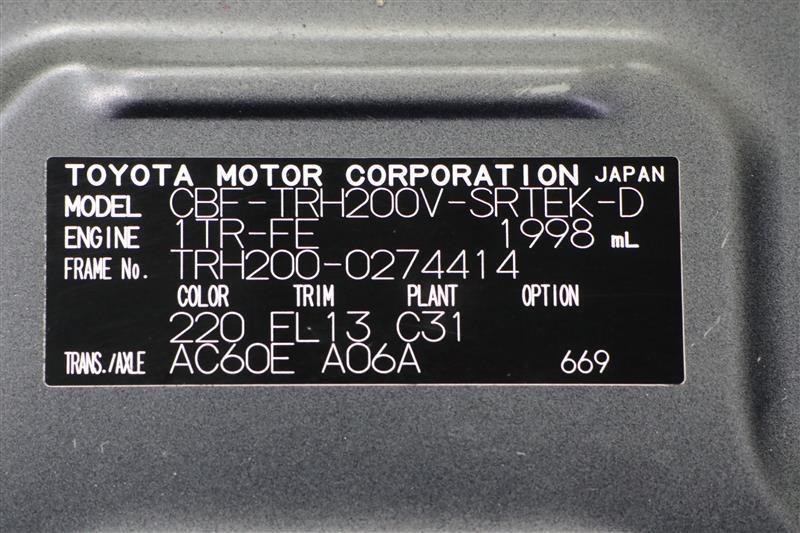 TOYOTA MOTOR CORPORATION JAPAN
MODEL CBF-TRH200V-SRTEK-D
ENGINE 1TR-FE 1998 mL
FRAME No. TRH200-0274414
COLOR TRIM PLANT OPTION
220 FL13 C31
TRANS./AXLE AC60E A06A 669